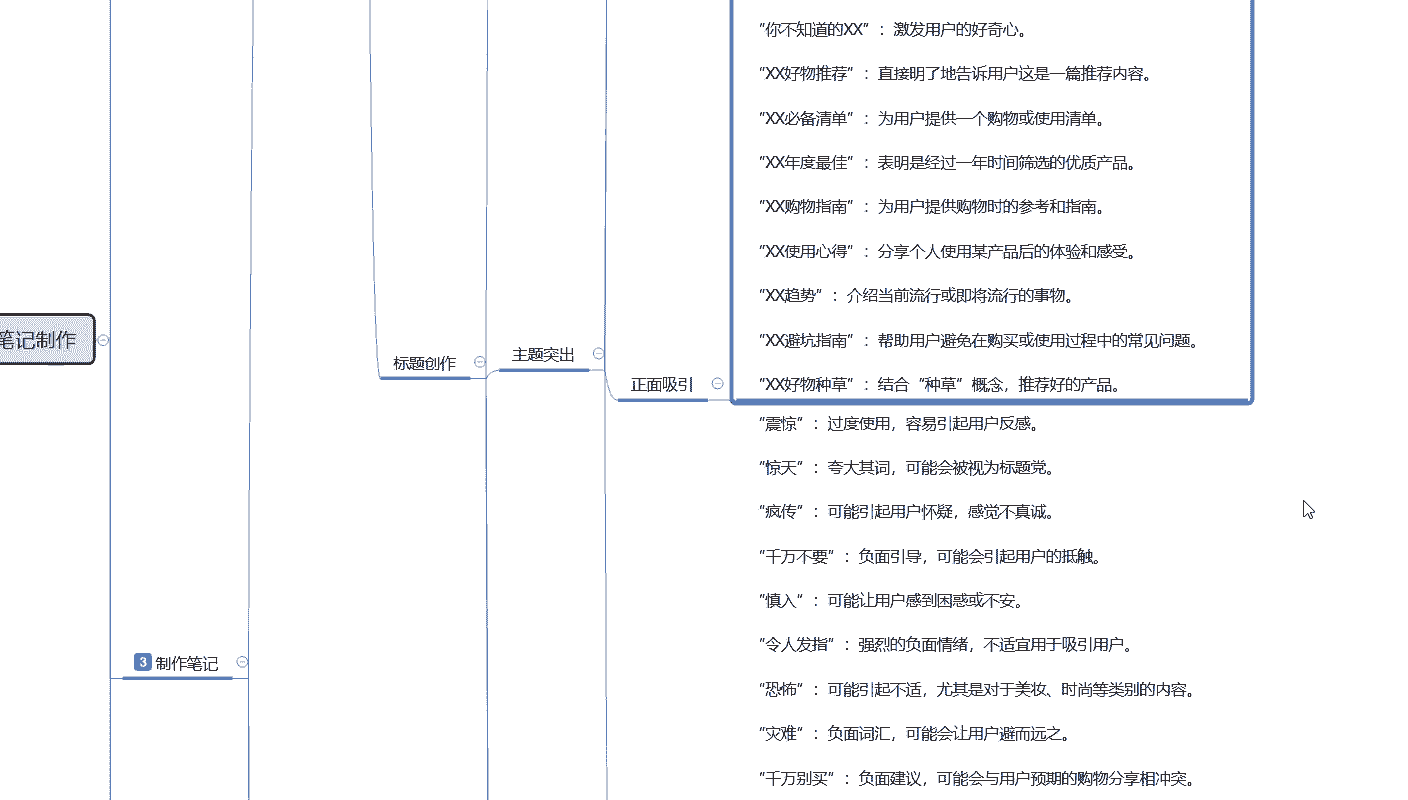 "你不知道的XX"：激发用户的好奇心。
"XX好物推荐"：直接明了地告诉用户这是一篇推荐内容。
"XX必备清单"：为用户提供一个购物或使用清单。
"XX年度最佳"：表明是经过一年时间筛选的优质产品。
"XX购物指南"：为用户提供购物时的参考和指南。
"XX使用心得"：分享个人使用某产品后的体验和感受。
"XX趋势"：介绍当前流行或即将流行的事物。
笔记制作
"XX避坑指南"：帮助用户避免在购买或使用过程中的常见问题。
标题创作
主题突出
正面吸引
"XX好物种草"：结合"种草"概念，推荐好的产品。
"震惊"：过度使用，容易引起用户反感。
"惊天"：夸大其词，可能会被视为标题党。
"疯传"：可能引起用户怀疑，感觉不真诚。
"千万不要"：负面引导，可能会引起用户的抵触。
"慎入"：可能让用户感到困惑或不安。
"令人发指"：强烈的负面情绪，不适宜用于吸引用户。
3 制作笔记
"恐怖"：可能引起不适，尤其是对于美妆、时尚等类别的内容。
"灾难"：负面词汇，可能会让用户避而远之。
"千万别买"：负面建议，可能会与用户预期的购物分享相冲突。